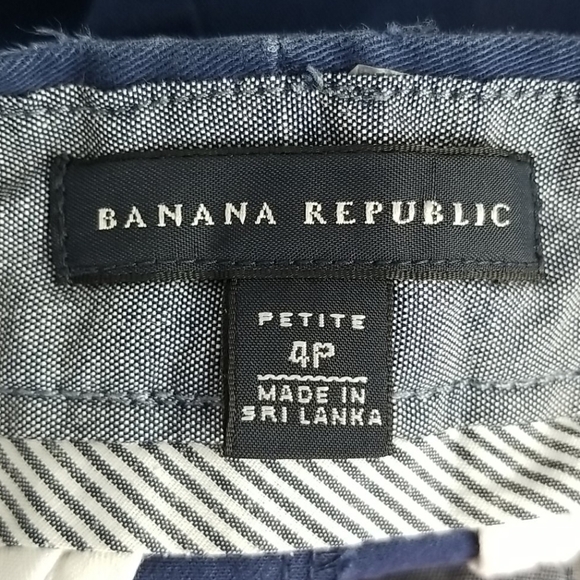 BANANA REPUBLIC
PETITE
4P
MADE IN
SRI LANKA